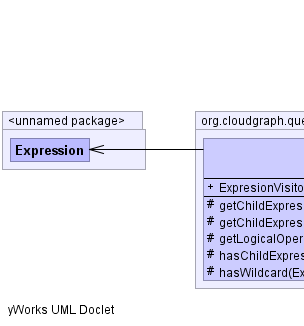 <unnamed package>
org.cloudgraph.que
Expression
+ ExpresionVisito
# getChildExpres
# getChildExpres
# getLogicalOper
# hasChildExpres
# hasWildcard(Ex
yWorks UML Doclet